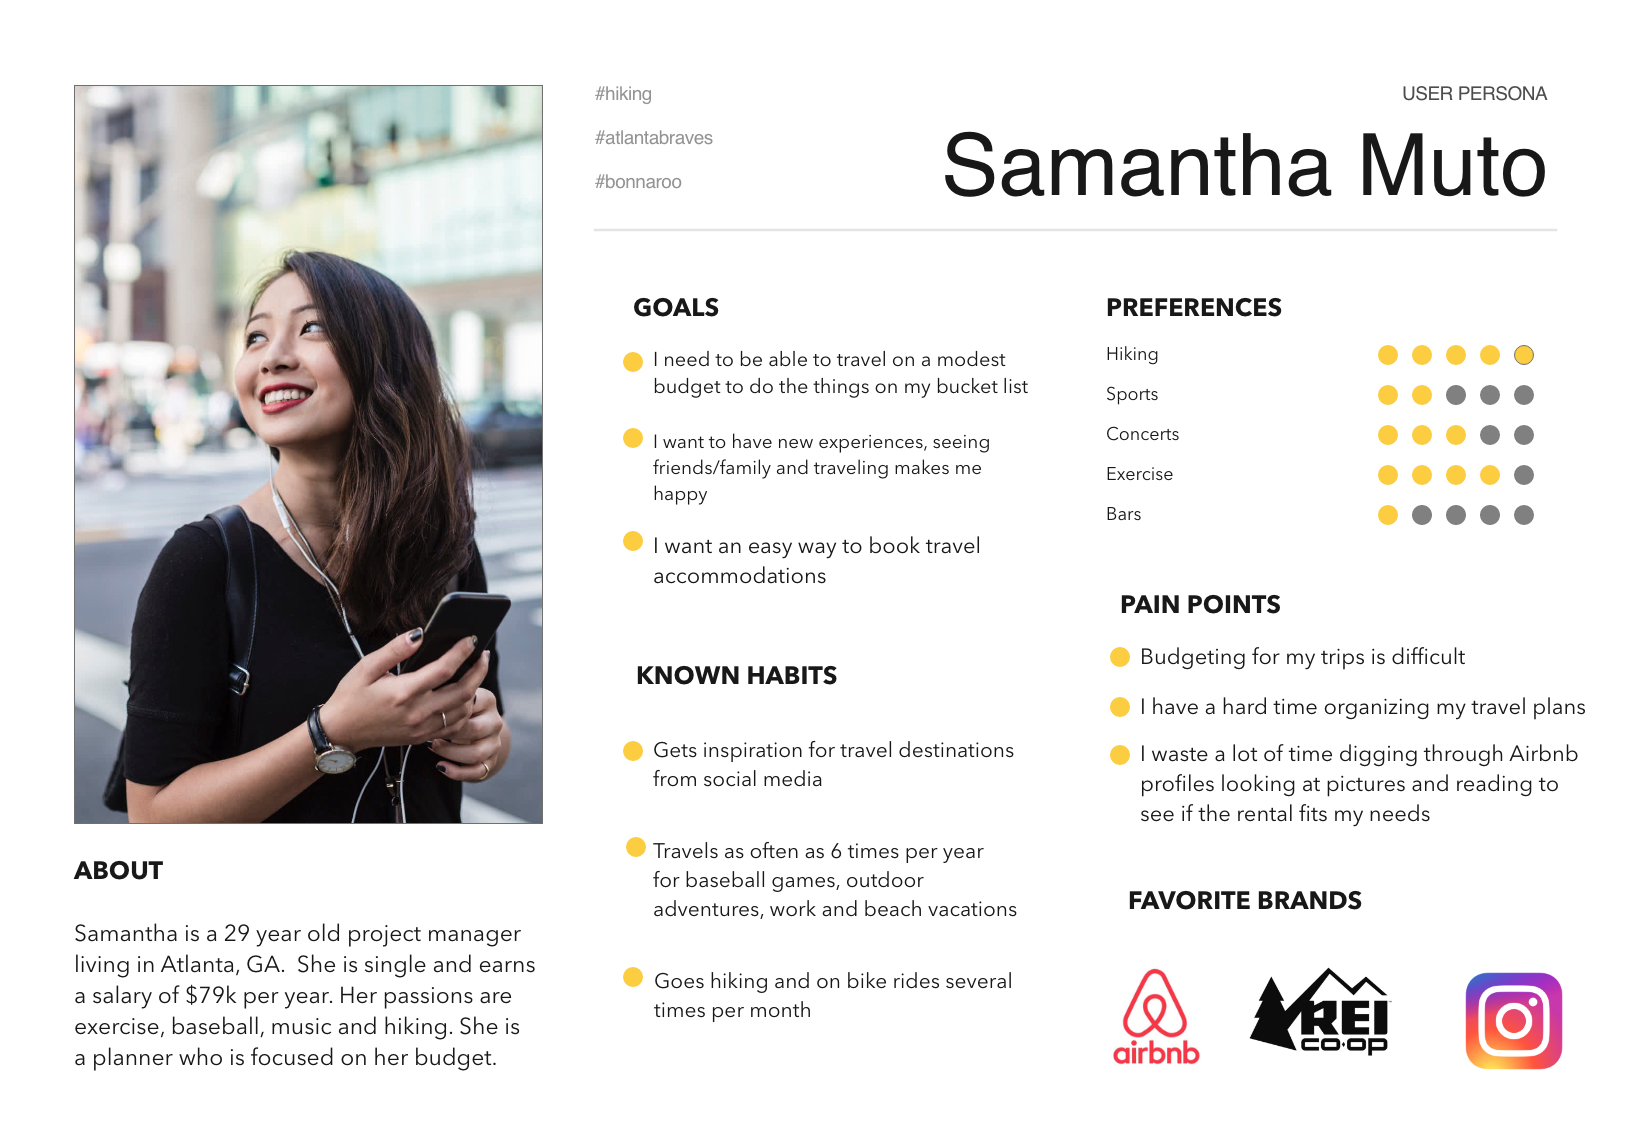 #hiking
#atlantabraves
#bonnaroo
USER PERSONA
Samantha Muto
GOALS
I need to be able to travel on a modest
budget to do the things on my bucket list
I want to have new experiences, seeing
friends/family and traveling makes me
happy
I want an easy way to book travel
accommodations
KNOWN HABITS
Gets inspiration for travel destinations
from social media
Travels as often as 6 times per year
for baseball games, outdoor
adventures, work and beach vacations
Goes hiking and on bike rides several
times per month
PREFERENCES
Hiking
Sports
Concerts
Exercise
Bars
PAIN POINTS
Budgeting for my trips is difficult
I have a hard time organizing my travel plans
I waste a lot of time digging through Airbnb
profiles looking at pictures and reading to
see if the rental fits my needs
FAVORITE BRANDS
airbnb
REI
CO·OP
ABOUT
Samantha is a 29 year old project manager
living in Atlanta, GA.  She is single and earns
a salary of $79k per year. Her passions are
exercise, baseball, music and hiking. She is
a planner who is focused on her budget.